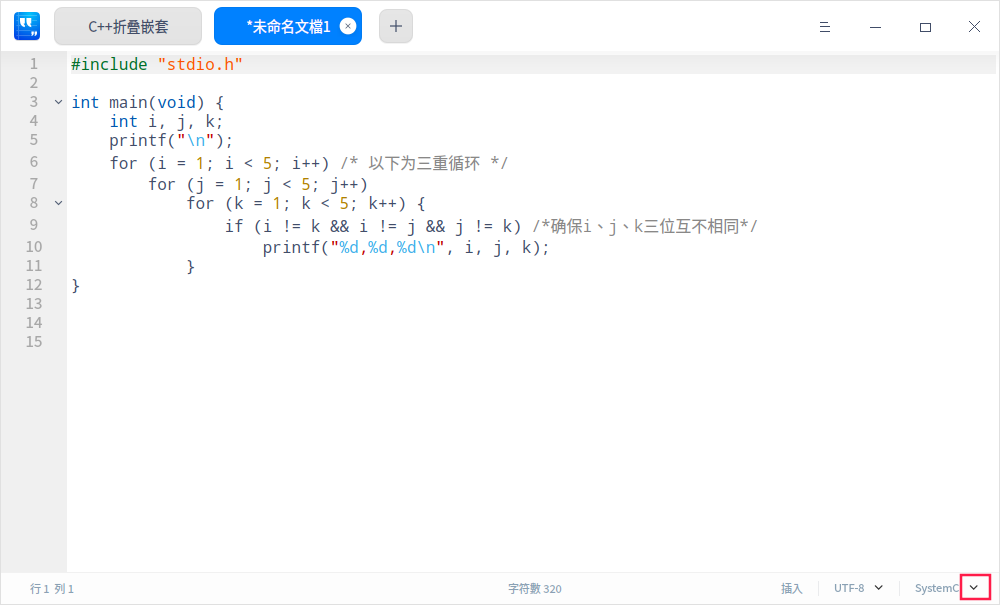 C++折叠嵌套
*未命名文檔1
1 #include "stdio.h"
2
3 int main(void) {
4     int i, j, k;
5     printf("\n");
6     for (i = 1; i < 5; i++) /* 以下为三重循环 */
7         for (j = 1; j < 5; j++)
8             for (k = 1; k < 5; k++) {
9                 if (i != k && i != j && j != k) /*确保i、j、k三位互不相同*/
10                     printf("%d,%d,%d\n", i, j, k);
11             }
12 }
13
14
15
行 1 列 1
字符數 320
插入
UTF-8
SystemC